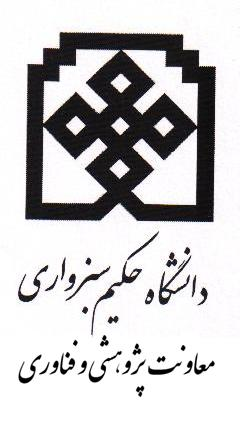 دانشگاه حکیم سبزواری
معاونت پژوهشی و فناوری